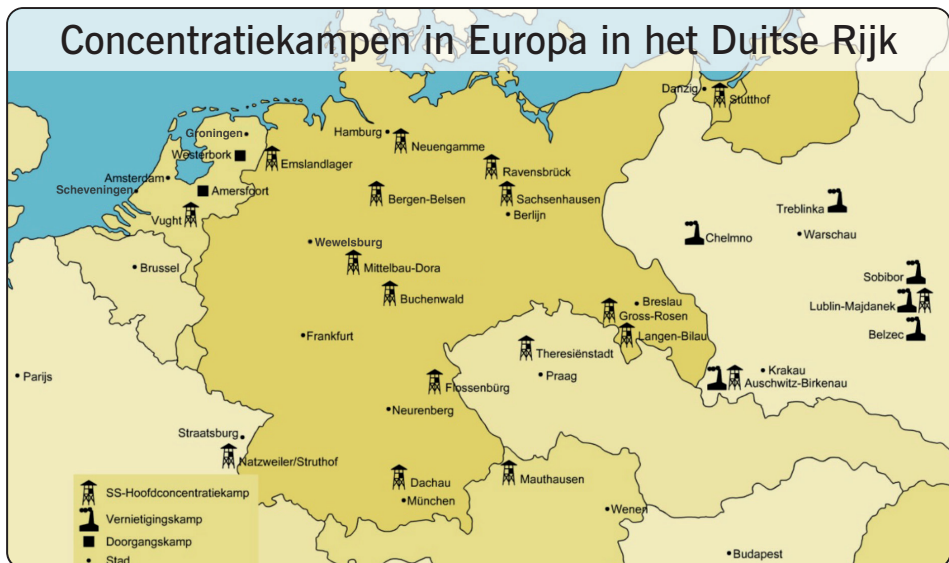 Concentratiekampen in Europa in het Duitse Rijk
Danzig
Stutthof
Groningen
Hamburg
Neuengamme
Westerbork
Emslandlager
Ravensbrück
Amsterdam
Scheveningen
Amersfoort
Bergen-Belsen
Sachsenhausen
Berlijn
Treblinka
Vught
Chelmno
Warschau
Wewelsburg
Brussel
Mittelbau-Dora
Sobibor
Buchenwald
Breslau
Lublin-Majdanek
Gross-Rosen
Frankfurt
Langen-Bilau
Belzec
Theresiënstadt
Parijs
Praag
Krakau
Auschwitz-Birkenau
Flossenbürg
Neurenberg
Straatsburg
Natzweiler/Struthof
Dachau
Mauthausen
München
Wenen
SS-Hoofdconcentratiekamp
Vernietigingskamp
Doorgangskamp
Stad
Budapest